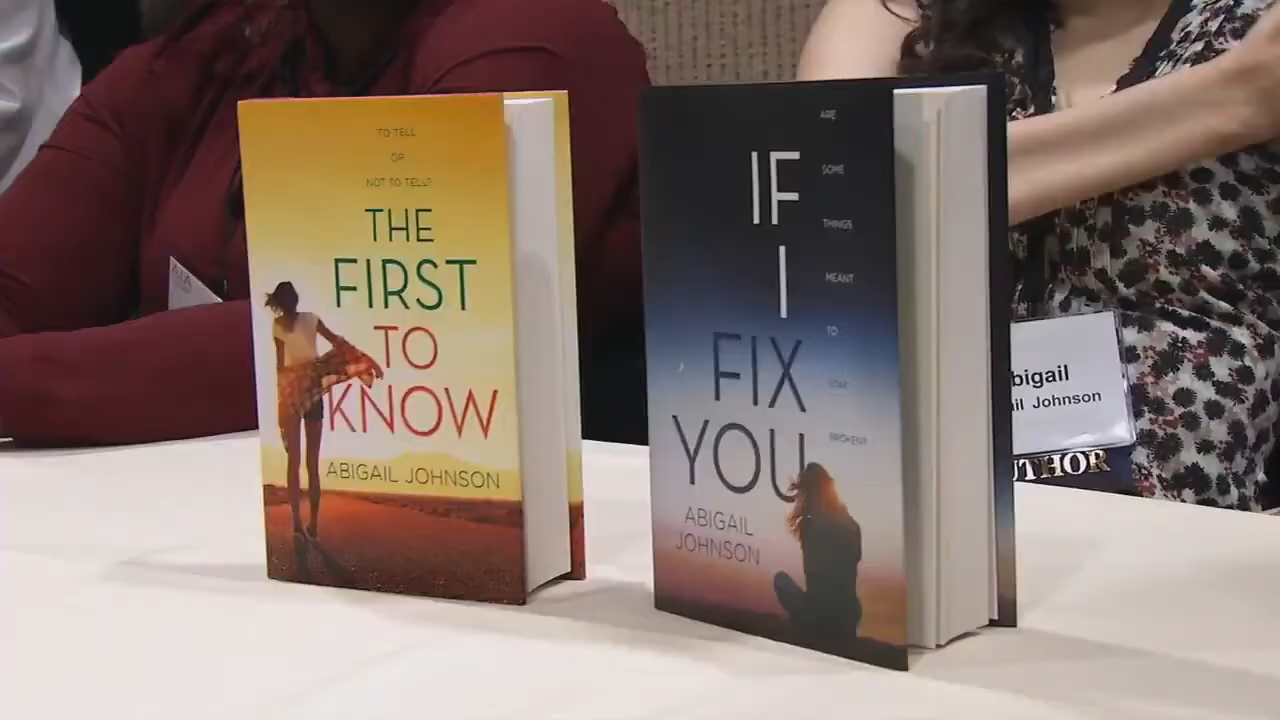 TO TELL
OR
NOT TO TELL?
THE
FIRST
TO
KNOW
ABIGAIL JOHNSON
ARE
SOME
THINGS
MEANT
TO
STAY
BROKEN?
IF
I
FIX
YOU
ABIGAIL
JOHNSON
bigail
il Johnson
UTHOR